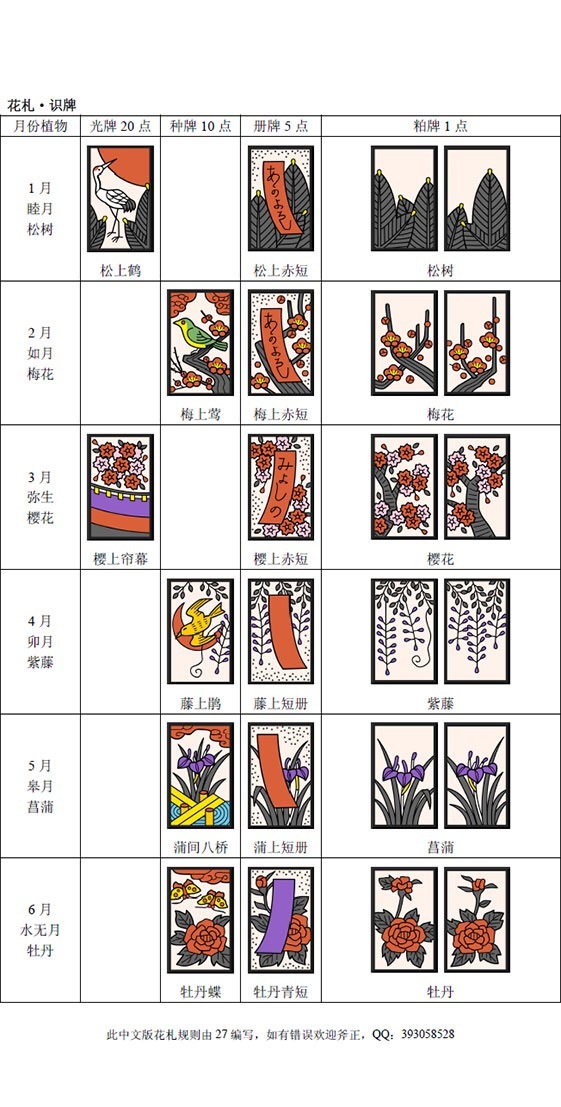 花札·识牌
月份植物 光牌 20 点 种牌 10 点 册牌 5 点 粕牌 1 点
1 月
睦月
松树
あのよろし
松上鹤 松上赤短 松树
2 月
如月
梅花
あのよろし
梅上莺 梅上赤短 梅花
3 月
弥生
樱花
みよしの
樱上帘幕 樱上赤短 樱花
4 月
卯月
紫藤
藤上鹃 藤上短册 紫藤
5 月
皋月
菖蒲
蒲间八桥 蒲上短册 菖蒲
6 月
水无月
牡丹
牡丹蝶 牡丹青短 牡丹
此中文版花札规则由 27 编写，如有错误欢迎斧正，QQ：393058528